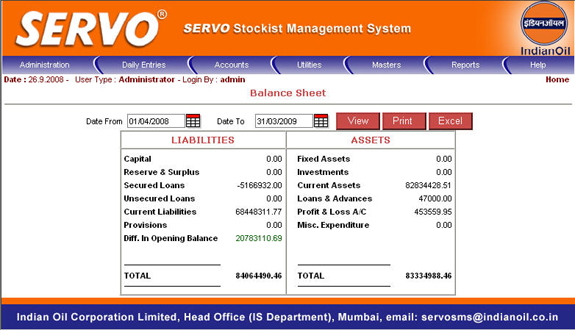 SERVO®
SERVO Stockist Management System
इंडियनऑयल
IndianOil
Administration Daily Entries Accounts Utilities Masters Reports Help
Date : 26.9.2008 - User Type : Administrator - Login By : admin Home
Balance Sheet
Date From 01/04/2008 Date To 31/03/2009 View Print Excel
LIABILITIES ASSETS
Capital 0.00 Fixed Assets 0.00
Reserve & Surplus 0.00 Investments 0.00
Secured Loans -5166932.00 Current Assets 82834428.51
Unsecured Loans 0.00 Loans & Advances 47000.00
Current Liabilities 68448311.77 Profit & Loss A/C 453559.95
Provisions 0.00 Misc. Expenditure 0.00
Diff. In Opening Balance 20783110.69
TOTAL 84064490.46 TOTAL 83334988.46
Indian Oil Corporation Limited, Head Office (IS Department), Mumbai, email: servosms@indianoil.co.in